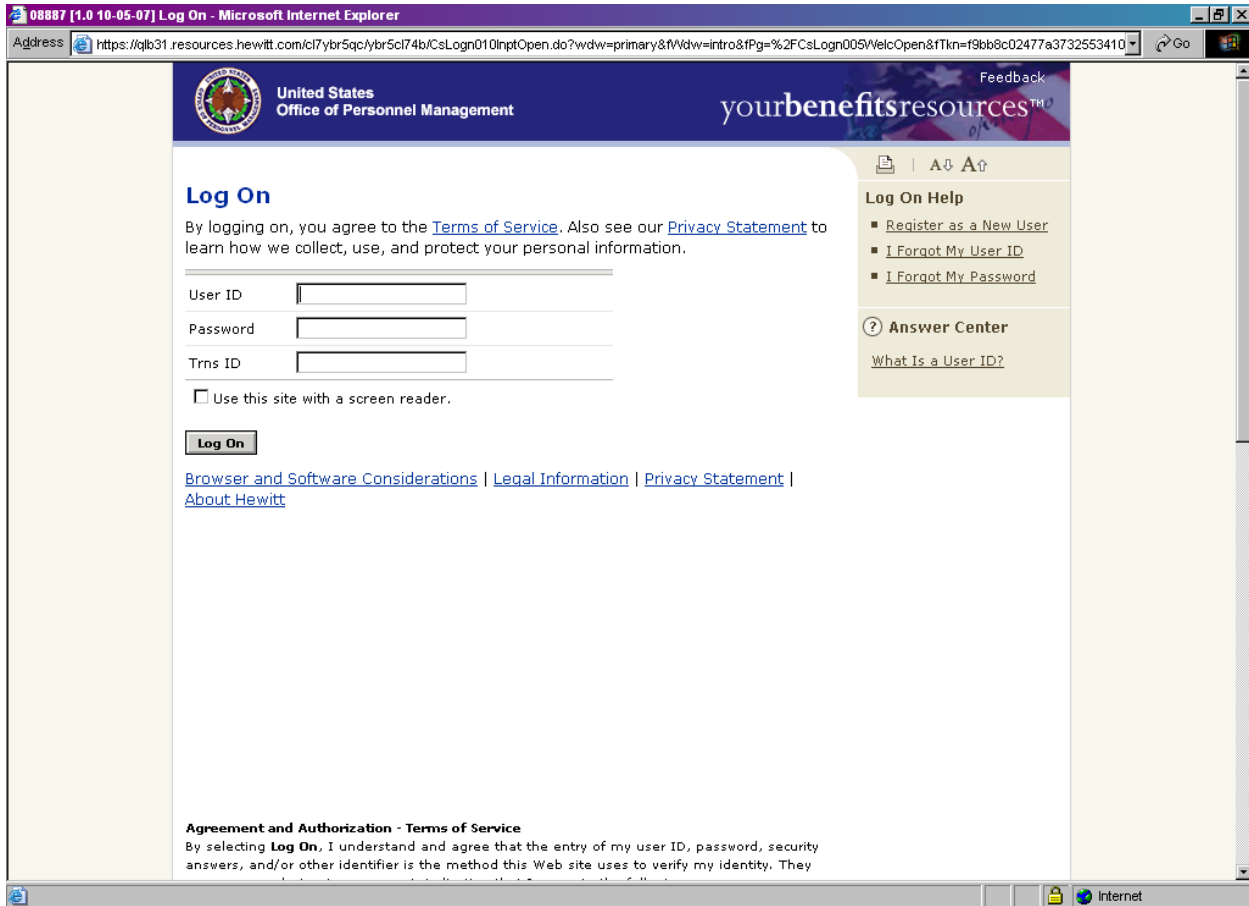 08887 [1.0 10-05-07] Log On - Microsoft Internet Explorer
Address https://qlb31.resources.hewitt.com/cl7ybr5qc/ybr5cl74b/CsLogn010InptOpen.do?wdw=primary&fWdw=intro&fPg=%2FCsLogn005WelcOpen&fTkn=f9bb8c02477a3732553410 Go
Feedback
United States
Office of Personnel Management
yourbenefitsresources™
A A
Log On
By logging on, you agree to the Terms of Service. Also see our Privacy Statement to
learn how we collect, use, and protect your personal information.
User ID
Password
Trns ID
Use this site with a screen reader.
Log On
Browser and Software Considerations | Legal Information | Privacy Statement |
About Hewitt
Log On Help
Register as a New User
I Forgot My User ID
I Forgot My Password
? Answer Center
What Is a User ID?
Agreement and Authorization - Terms of Service
By selecting Log On, I understand and agree that the entry of my user ID, password, security
answers, and/or other identifier is the method this Web site uses to verify my identity. They
Internet